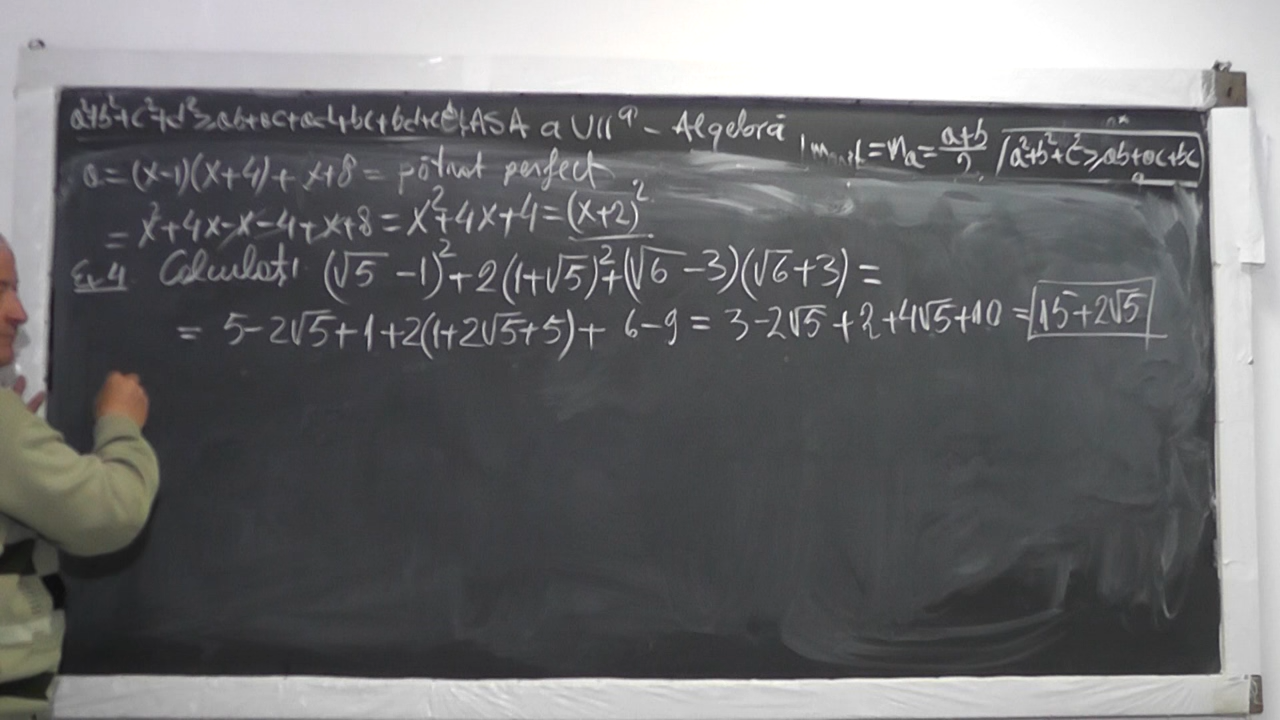 a²+b²+c²+d²≥ab+ac+ad+bc+bd+cd CLASA a VII ª - Algebră
= m_a = (a+b)/2 a²+b²+c²≥ab+ac+bc
a=(x-1)(x+4)+x+8= pătrat perfect
= x²+4x-x-4+x+8=x²+4x+4=(x+2)²
Ex.4 Calculați (√5-1)²+2(1+√5)²+(√6-3)(√6+3)=
= 5-2√5+1+2(1+2√5+5)+ 6-9= 3-2√5+2+4√5+10 =15+2√5